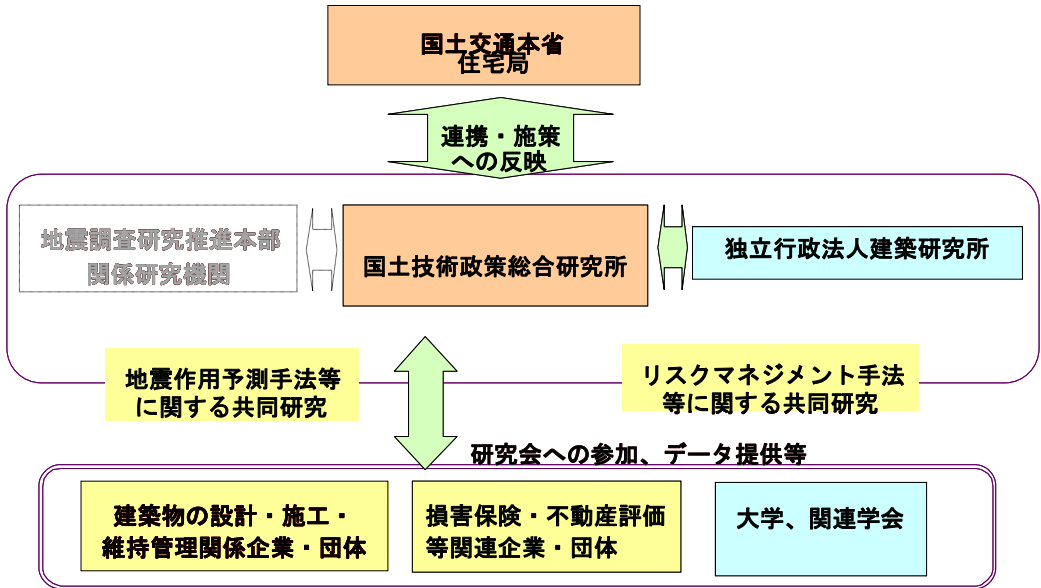 国土交通本省
住宅局
連携・施策
への反映
地震調査研究推進本部
関係研究機関
国土技術政策総合研究所
独立行政法人建築研究所
地震作用予測手法等
に関する共同研究
リスクマネジメント手法
等に関する共同研究
研究会への参加、データ提供等
建築物の設計・施工・
維持管理関係企業・団体
損害保険・不動産評価
等関連企業・団体
大学、関連学会